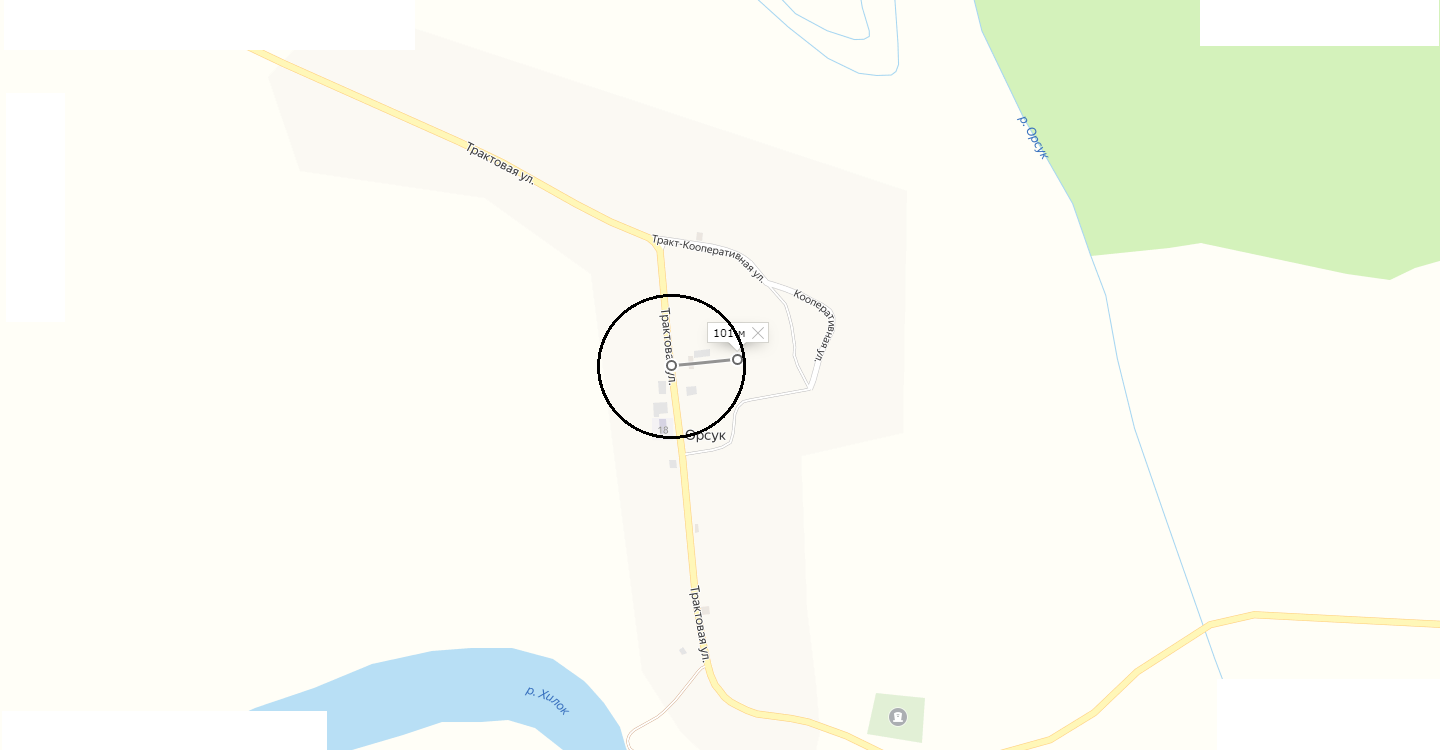 р. Орсук
Трактовая ул.
Тракт-Кооперативная ул.
Кооперативная ул.
Трактовая ул.
101 м
18
Орсук
Трактовая ул.
р. Хилок